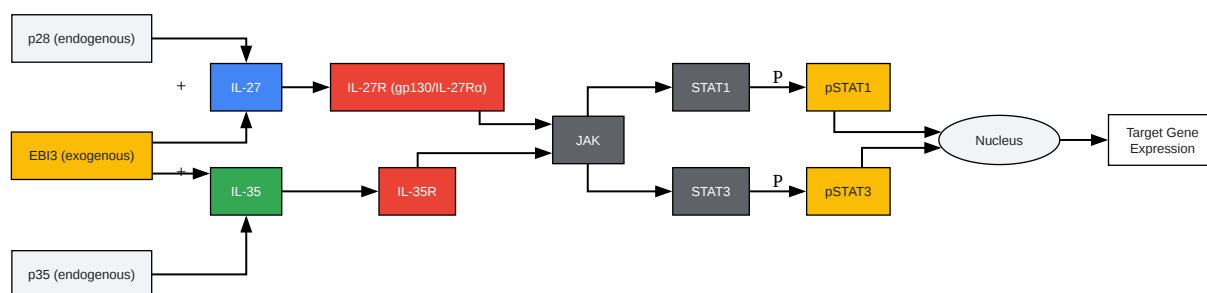 p28 (endogenous)
+
IL-27
IL-27R (gp130/IL-27Rα)
STAT1
P
pSTAT1
EBI3 (exogenous)
+
IL-35
IL-35R
JAK
STAT3
P
pSTAT3
Nucleus
Target Gene
Expression
p35 (endogenous)